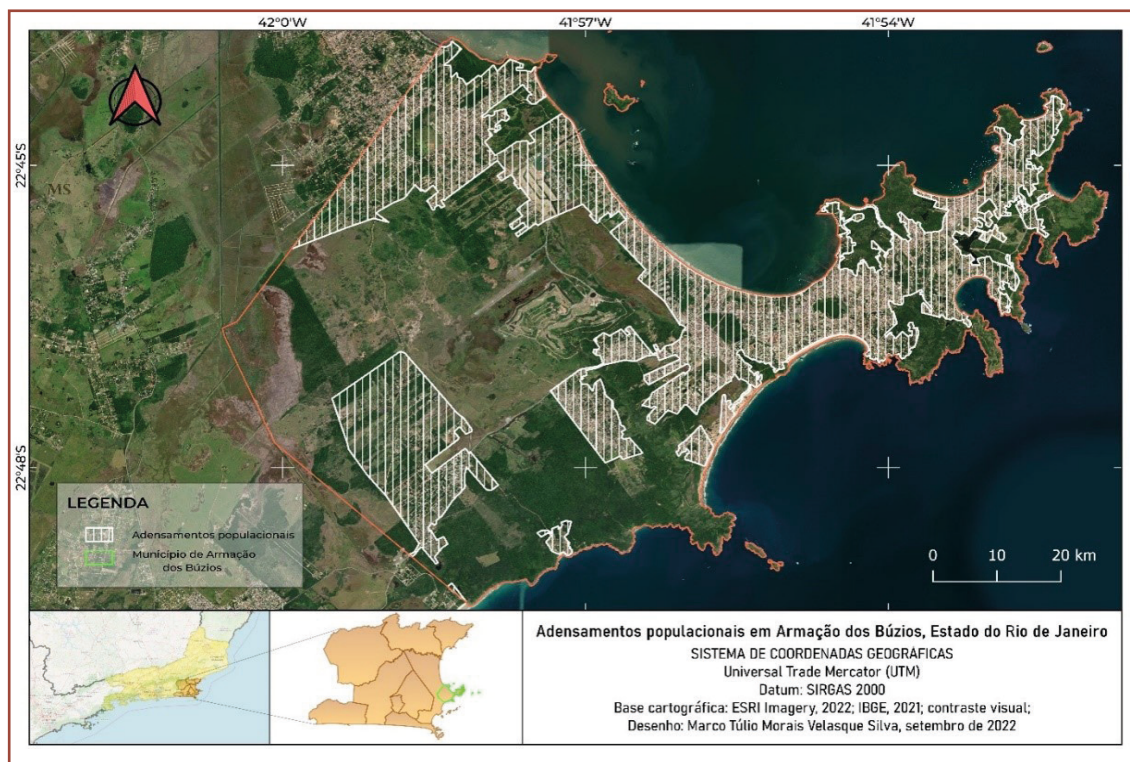 42°0'W
41°57'W
41°54'W
22°45'S
MS
22°48'S
LEGENDA
Adensamentos populacionais
Município de Armação
dos Búzios
0 10 20 km
Adensamentos populacionais em Armação dos Búzios, Estado do Rio de Janeiro
SISTEMA DE COORDENADAS GEOGRÁFICAS
Universal Trade Mercator (UTM)
Datum: SIRGAS 2000
Base cartográfica: ESRI Imagery, 2022; IBGE, 2021; contraste visual;
Desenho: Marco Túlio Morais Velasque Silva, setembro de 2022